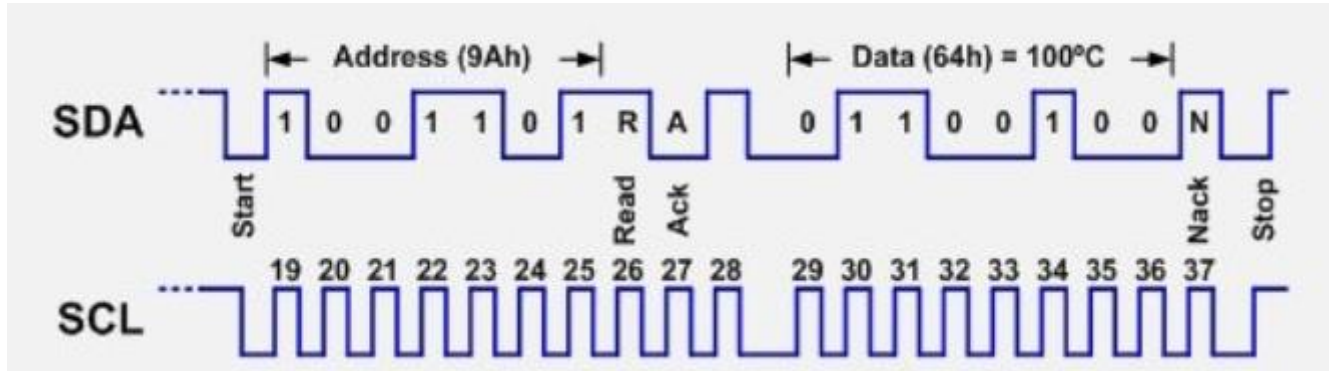 Address (9Ah) Data (64h) = 100ºC
SDA 1 0 0 1 1 0 1 R A 0 1 1 0 0 1 0 0 N
Start Read Ack Nack Stop
19 20 21 22 23 24 25 26 27 28 29 30 31 32 33 34 35 36 37
SCL